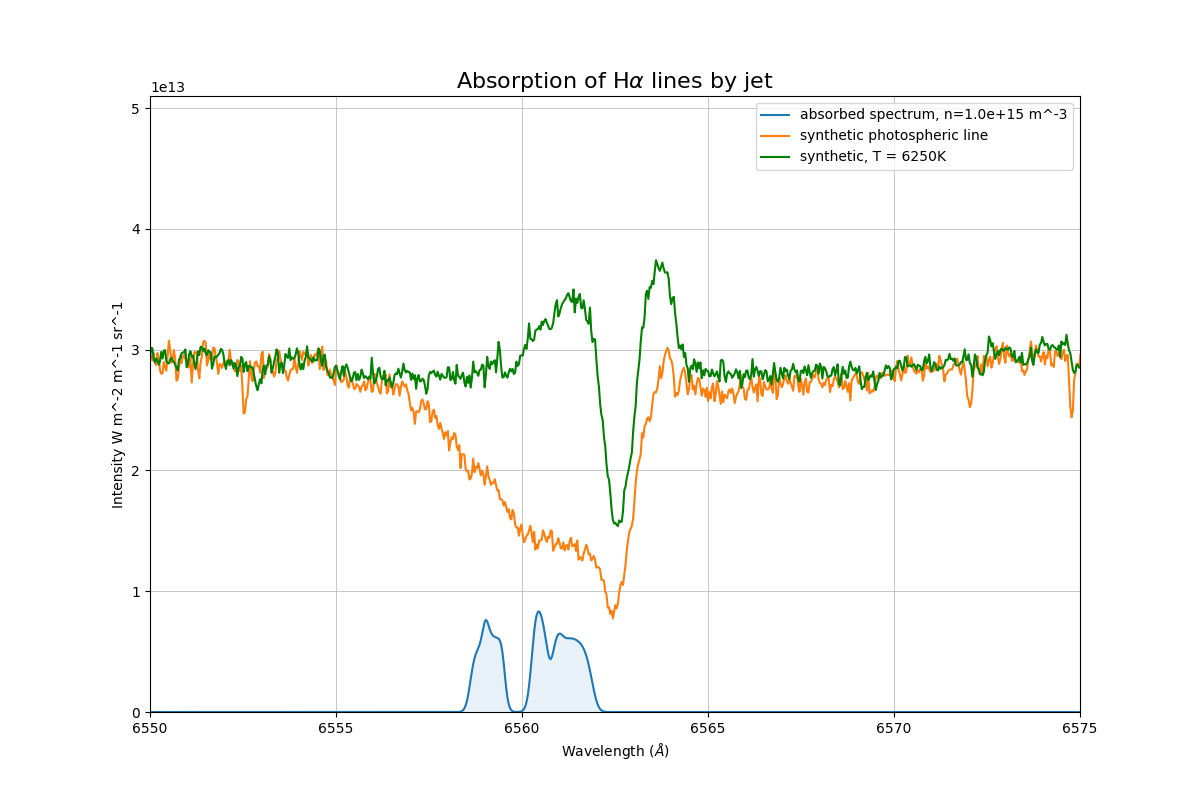 Absorption of Hα lines by jet
1e13
absorbed spectrum, n=1.0e+15 m^-3
synthetic photospheric line
synthetic, T = 6250K
5
4
3
2
1
0
Intensity W m^-2 m^-1 sr^-1
6550 6555 6560 6565 6570 6575
Wavelength (Å)